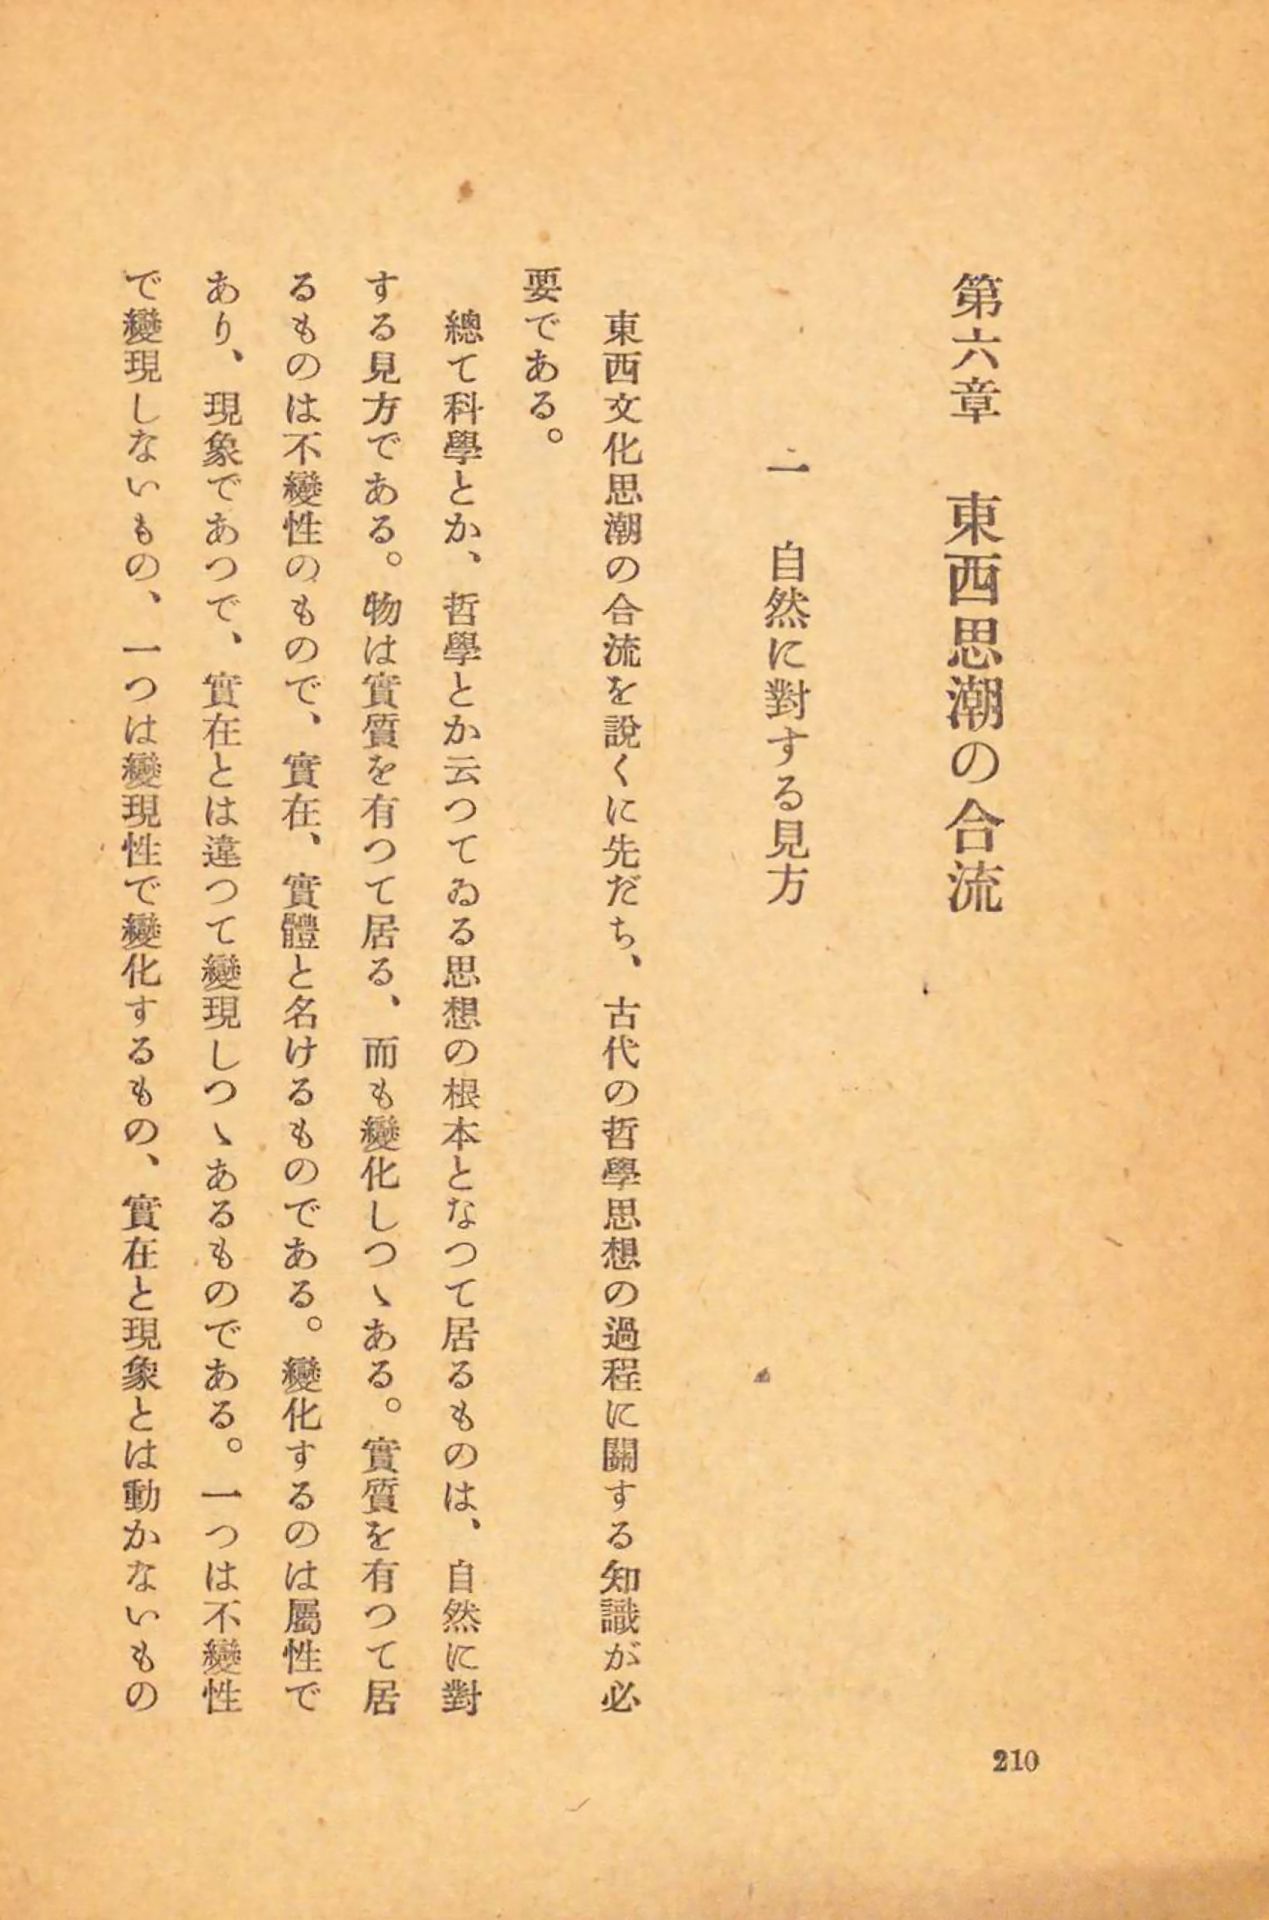 第六章　東西思潮の合流
一　自然に對する見方
東西文化思潮の合流を說くに先だち、古代の哲學思想の過程に關する知識が必
要である。
總て科學とか、哲學とか云つてゐる思想の根本となつて居るものは、自然に對
する見方である。物は實質を有つて居る、而も變化しつゝある。實質を有つて居
るものは不變性のもので、實在、實體と名けるものである。變化するのは屬性で
あり、現象であつで、實在とは違つて變現しつゝあるものである。一つは不變性
で變現しないもの、一つは變現性で變化するもの、實在と現象とは動かないもの
210